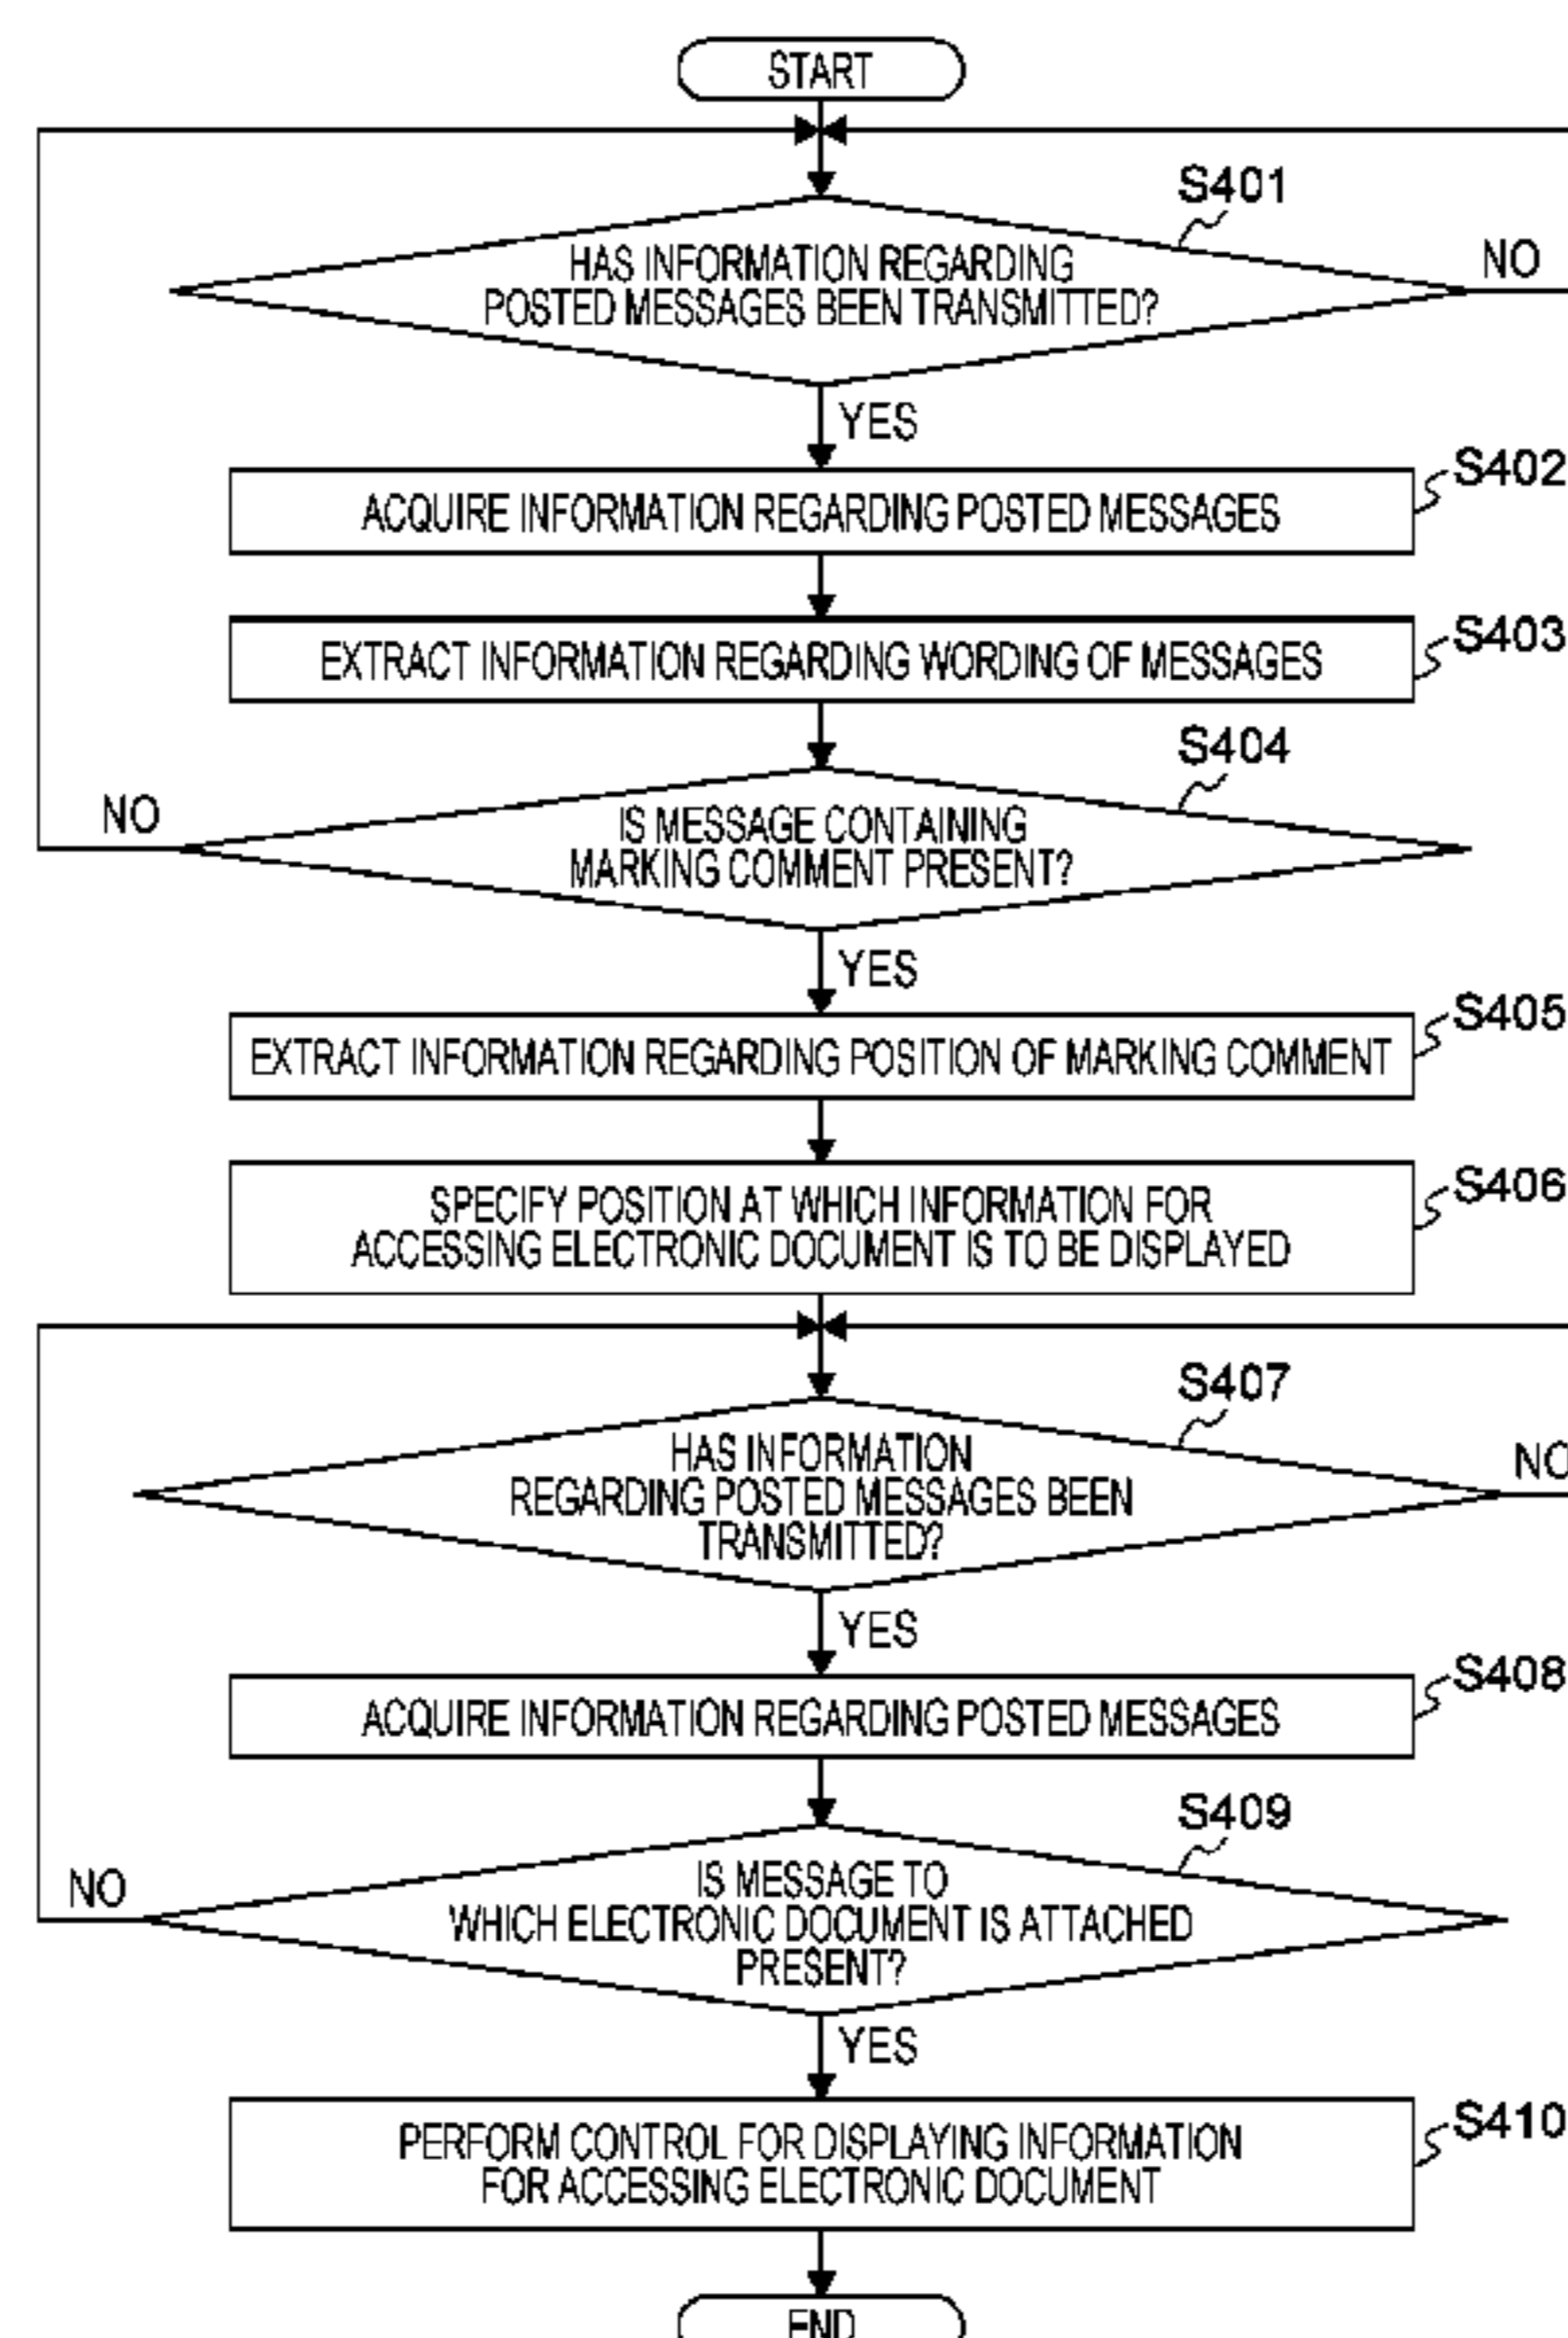 START
S401
HAS INFORMATION REGARDING
POSTED MESSAGES BEEN TRANSMITTED?
NO
YES
S402
ACQUIRE INFORMATION REGARDING POSTED MESSAGES
S403
EXTRACT INFORMATION REGARDING WORDING OF MESSAGES
S404
NO
IS MESSAGE CONTAINING
MARKING COMMENT PRESENT?
YES
S405
EXTRACT INFORMATION REGARDING POSITION OF MARKING COMMENT
S406
SPECIFY POSITION AT WHICH INFORMATION FOR
ACCESSING ELECTRONIC DOCUMENT IS TO BE DISPLAYED
S407
HAS INFORMATION
REGARDING POSTED MESSAGES BEEN
TRANSMITTED?
NO
YES
S408
ACQUIRE INFORMATION REGARDING POSTED MESSAGES
S409
NO
IS MESSAGE TO
WHICH ELECTRONIC DOCUMENT IS ATTACHED
PRESENT?
YES
S410
PERFORM CONTROL FOR DISPLAYING INFORMATION
FOR ACCESSING ELECTRONIC DOCUMENT
END